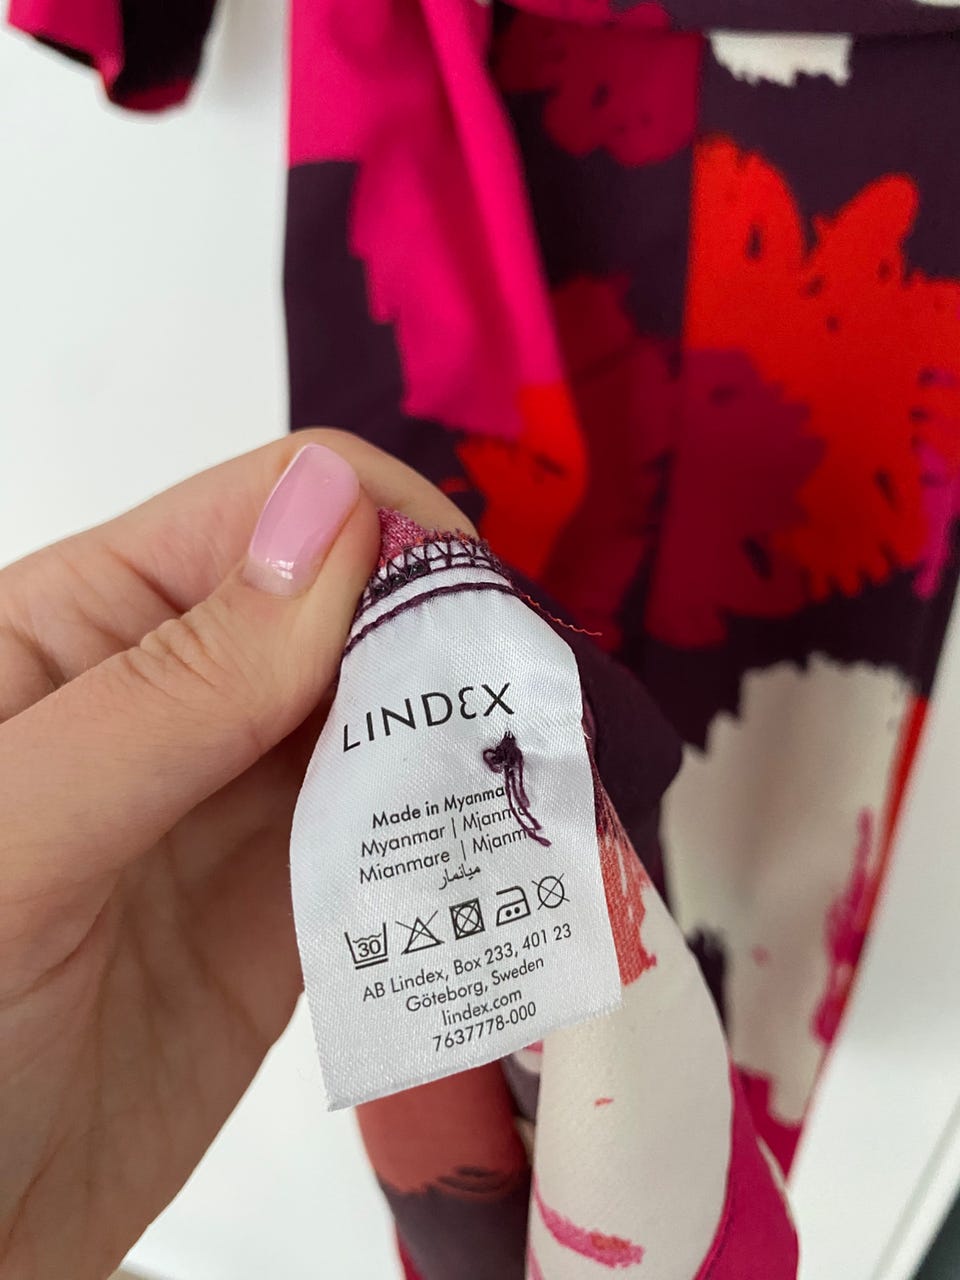 LINDEX
Made in Myanmar
Myanmar | Mjanm
Mianmare | Mjanm
ميانمار
30
AB Lindex, Box 233, 401 23
Göteborg, Sweden
lindex.com
7637778-000